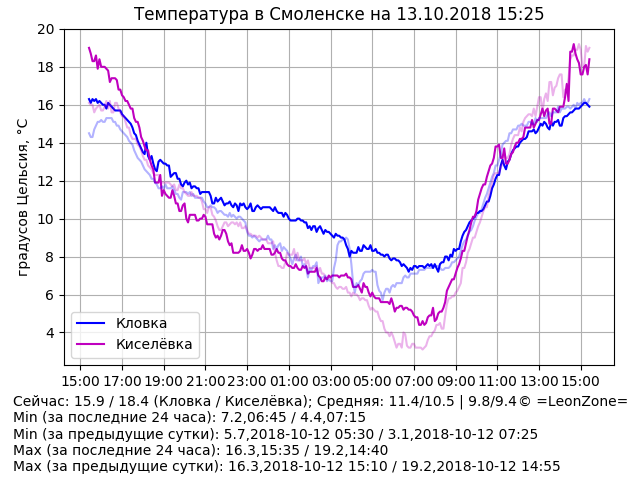 Температура в Смоленске на 13.10.2018 15:25
20
18
16
14
12
10
8
6
4
градусов Цельсия, °C
Кловка
Киселёвка
15:00 17:00 19:00 21:00 23:00 01:00 03:00 05:00 07:00 09:00 11:00 13:00 15:00
Сейчас: 15.9 / 18.4 (Кловка / Киселёвка); Средняя: 11.4/10.5 | 9.8/9.4© =LeonZone=
Min (за последние 24 часа): 7.2,06:45 / 4.4,07:15
Min (за предыдущие сутки): 5.7,2018-10-12 05:30 / 3.1,2018-10-12 07:25
Max (за последние 24 часа): 16.3,15:35 / 19.2,14:40
Max (за предыдущие сутки): 16.3,2018-10-12 15:10 / 19.2,2018-10-12 14:55